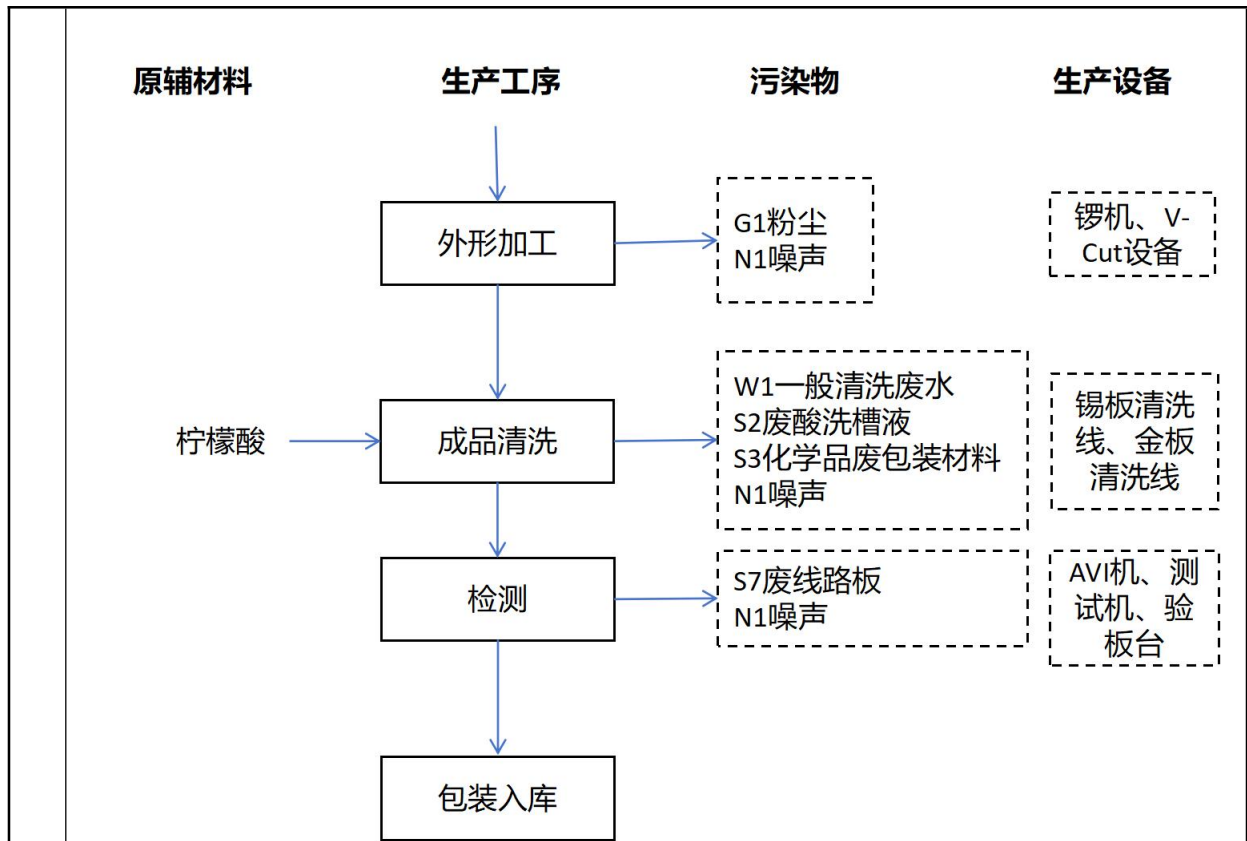 原辅材料
生产工序
污染物
生产设备
外形加工
G1粉尘
N1噪声
锣机、V-
Cut设备
柠檬酸
成品清洗
W1一般清洗废水
S2废酸洗槽液
S3化学品废包装材料
N1噪声
锡板清洗
线、金板
清洗线
检测
S7废线路板
N1噪声
AVI机、测
试机、验
板台
包装入库